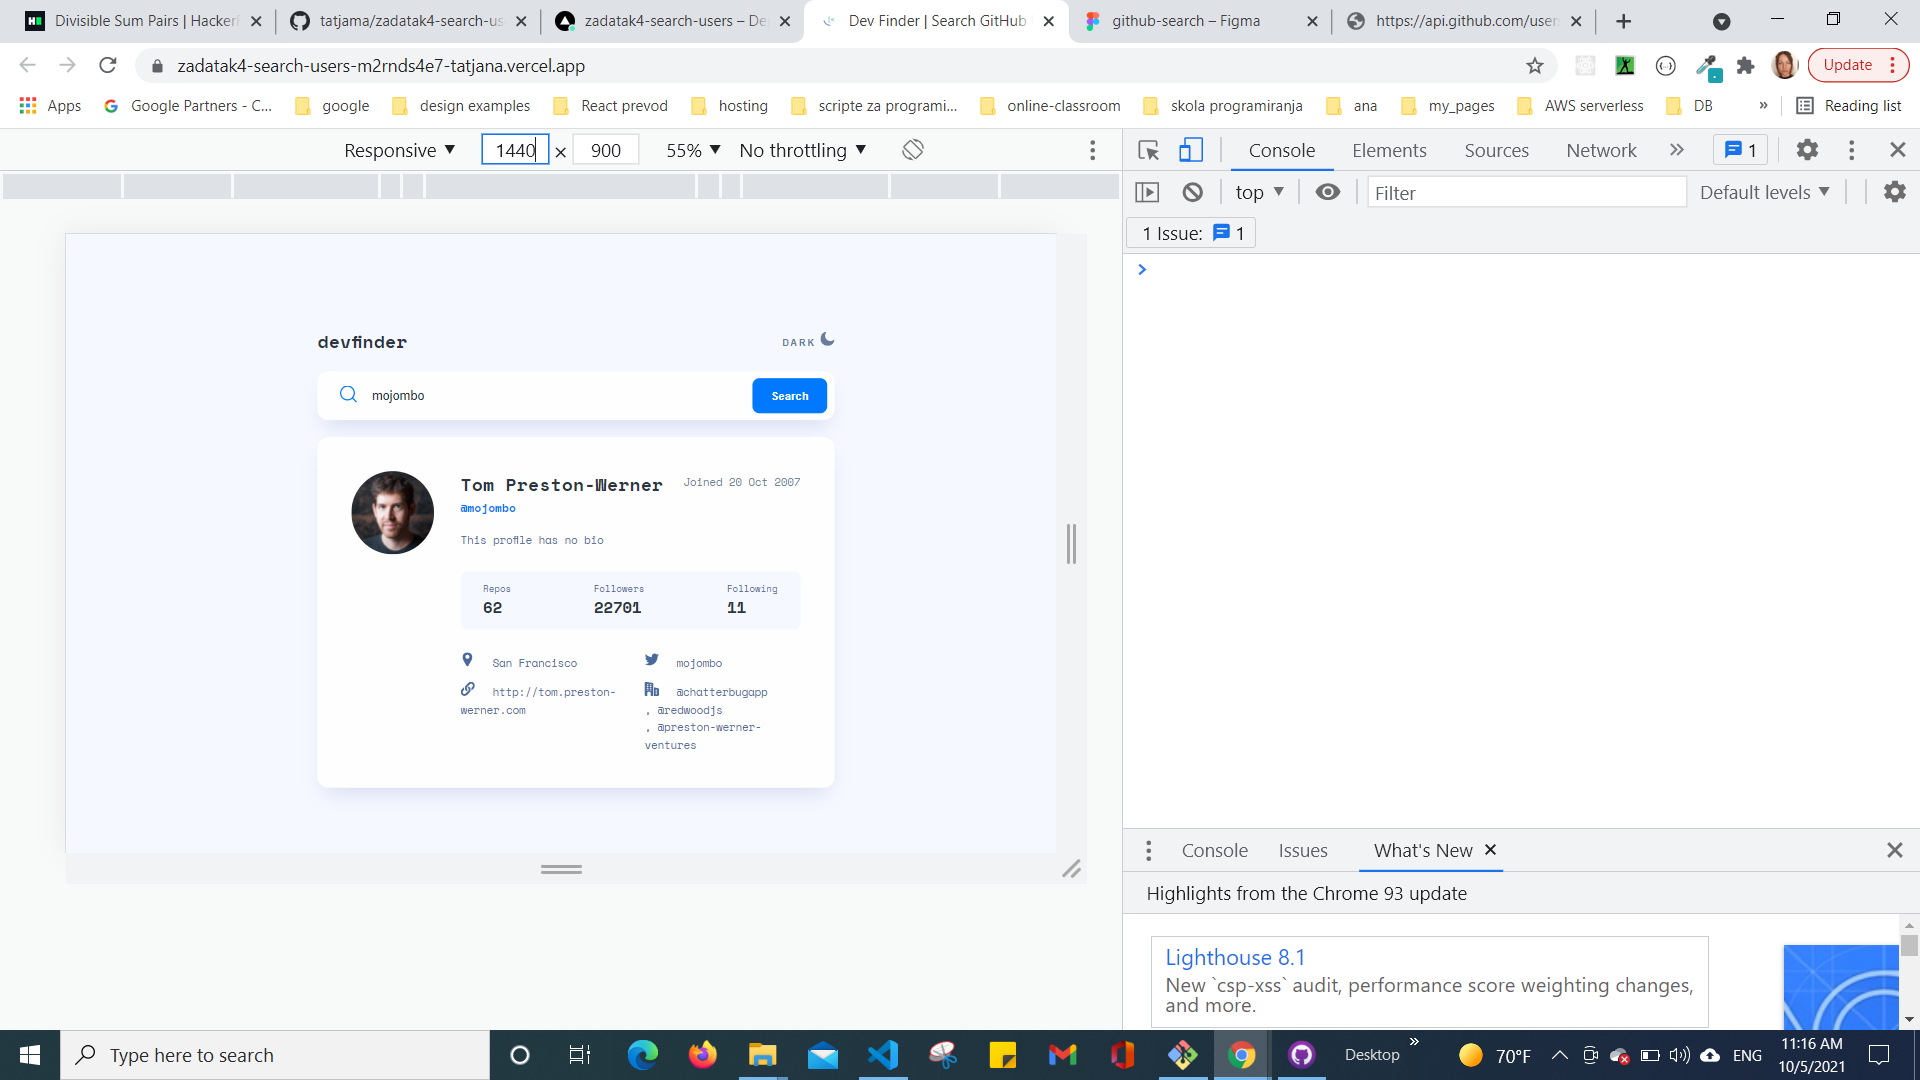 Divisible Sum Pairs | Hacker
tatjama/zadatak4-search-us
zadatak4-search-users – De
Dev Finder | Search GitHub
github-search – Figma
https://api.github.com/user
zadatak4-search-users-m2rnds4e7-tatjana.vercel.app
Update
Apps
Google Partners - C...
google
design examples
React prevod
hosting
scripte za programi...
online-classroom
skola programiranja
ana
my_pages
AWS serverless
DB
»
Reading list
Responsive
1440 × 900
55%
No throttling
Console
Elements
Sources
Network
1
top
Filter
Default levels
1 Issue: 1
devfinder
DARK
mojombo
Search
Tom Preston-Werner
Joined 20 Oct 2007
@mojombo
This profile has no bio
Repos Followers Following
62 22701 11
San Francisco
mojombo
http://tom.preston-
werner.com
@chatterbugapp
, @redwoodjs
, @preston-werner-
ventures
Console
Issues
What's New
Highlights from the Chrome 93 update
Lighthouse 8.1
New `csp-xss` audit, performance score weighting changes,
and more.
Type here to search
Desktop
70°F
ENG
11:16 AM
10/5/2021